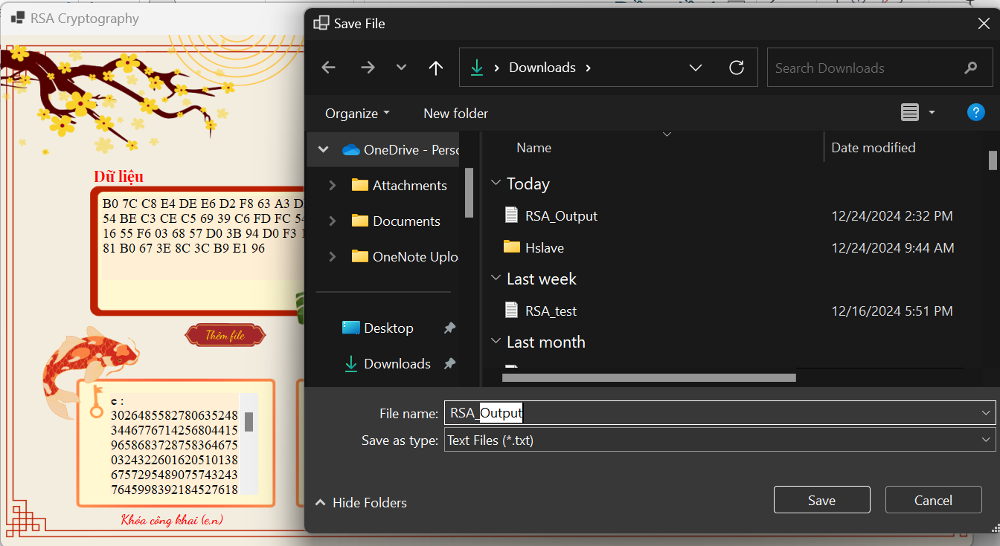 RSA Cryptography
Dữ liệu
B0 7C C8 E4 DE E6 D2 F8 63 A3
54 BE C3 CE C5 69 39 C6 FD FC 54
16 55 F6 03 68 57 D0 3B 94 D0 F3
81 B0 67 3E 8C 3C B9 E1 96
Thêm file
e :
3026485582780635248
3446776714256804415
9658683728758364675
0324322601620510138
6757295489075743243
7645998392184527618
Khóa công khai (e,n)
Save File
Downloads
Search Downloads
Organize
New folder
?
OneDrive - Perso
Attachments
Documents
OneNote Uplo
Desktop
Downloads
Name
Date modified
Today
RSA_Output
12/24/2024 2:32 PM
Hslave
12/24/2024 9:44 AM
Last week
RSA_test
12/16/2024 5:51 PM
Last month
File name: RSA_Output
Save as type: Text Files (*.txt)
Hide Folders
Save
Cancel